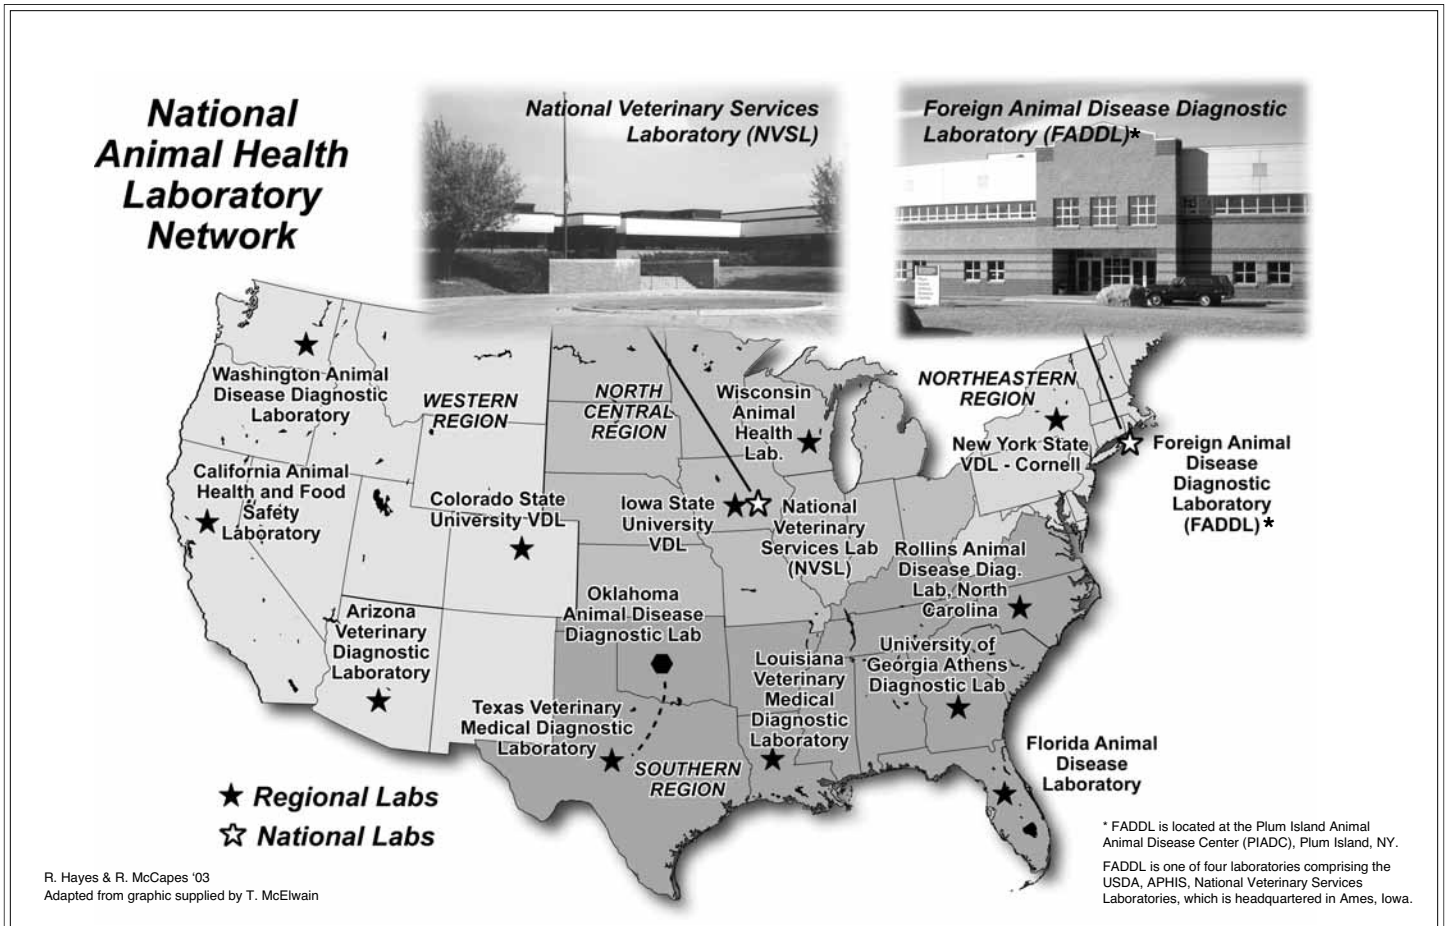 National
Animal Health
Laboratory
Network
National Veterinary Services
Laboratory (NVSL)
Foreign Animal Disease Diagnostic
Laboratory (FADDL)*
Washington Animal
Disease Diagnostic
Laboratory
WESTERN
REGION
NORTH
CENTRAL
REGION
Wisconsin
Animal
Health
Lab.
NORTHEASTERN
REGION
New York State
VDL - Cornell
Foreign Animal
Disease
Diagnostic
Laboratory
(FADDL)*
California Animal
Health and Food
Safety
Laboratory
Colorado State
University VDL
Iowa State
University
VDL
National
Veterinary
Services Lab
(NVSL)
Rollins Animal
Disease Diag.
Lab, North
Carolina
Arizona
Veterinary
Diagnostic
Laboratory
Oklahoma
Animal Disease
Diagnostic Lab
University of
Georgia Athens
Diagnostic Lab
Louisiana
Veterinary
Medical
Diagnostic
Laboratory
Texas Veterinary
Medical Diagnostic
Laboratory
SOUTHERN
REGION
Florida Animal
Disease
Laboratory
Regional Labs
National Labs
* FADDL is located at the Plum Island Animal
Animal Disease Center (PIADC), Plum Island, NY.
FADDL is one of four laboratories comprising the
USDA, APHIS, National Veterinary Services
Laboratories, which is headquartered in Ames, Iowa.
R. Hayes & R. McCapes ‘03
Adapted from graphic supplied by T. McElwain